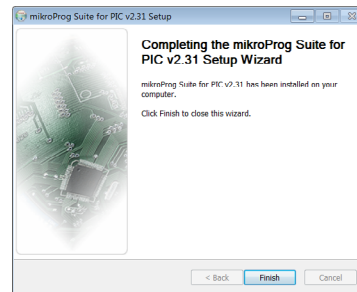 mikroProg Suite for PIC v2.31 Setup
Completing the mikroProg Suite for
PIC v2.31 Setup Wizard
mikroProg Suite for PIC v2.31 has been installed on your
computer.
Click Finish to close this wizard.
< Back
Finish
Cancel